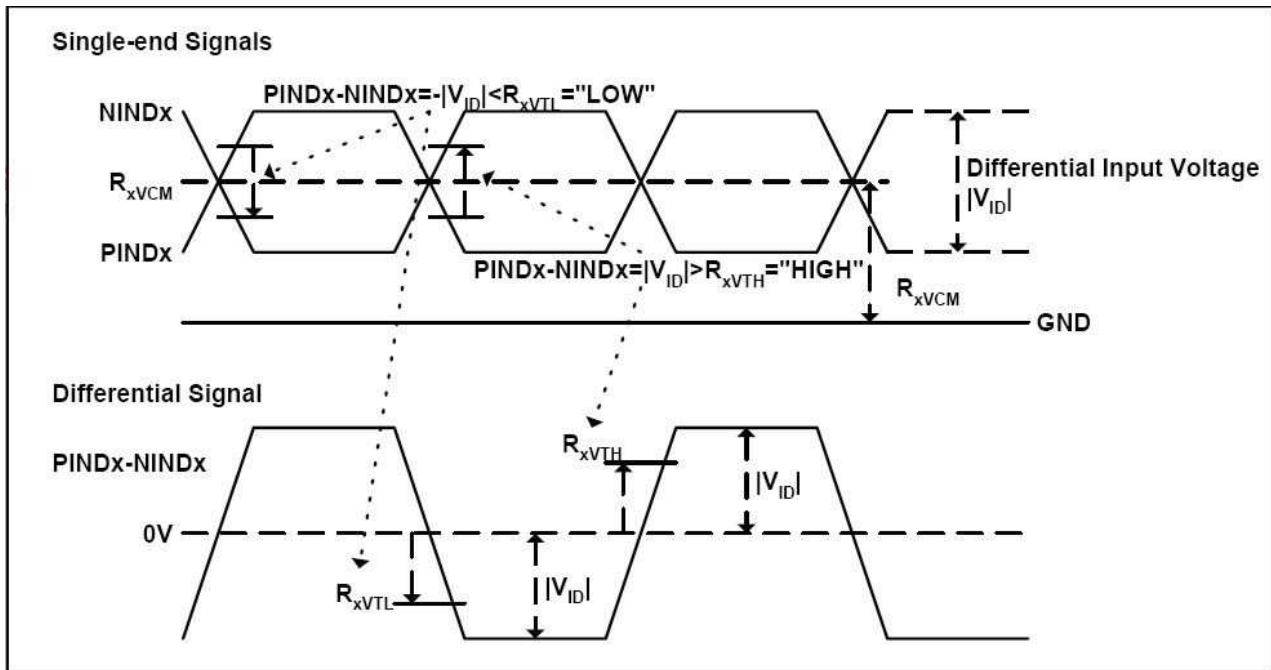 Single-end Signals
PINDx-NINDx=-|VID|<RxVTL="LOW"
NINDx
Differential Input Voltage
|VID|
RxVCM
PINDx
PINDx-NINDx=|VID|>RxVTH="HIGH"
RxVCM
GND
Differential Signal
RxVTH
PINDx-NINDx
|VID|
0V
RxVTL
|VID|